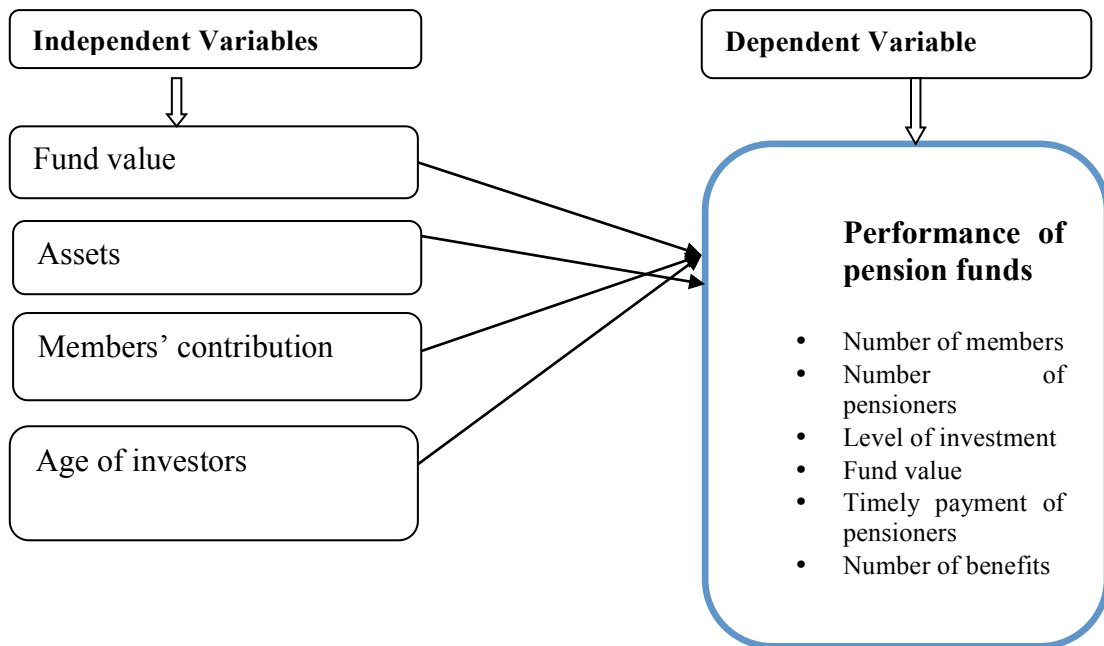 Independent Variables
Fund value
Assets
Members’ contribution
Age of investors
Dependent Variable
Performance of
pension funds
• Number of members
• Number of
pensioners
• Level of investment
• Fund value
• Timely payment of
pensioners
• Number of benefits